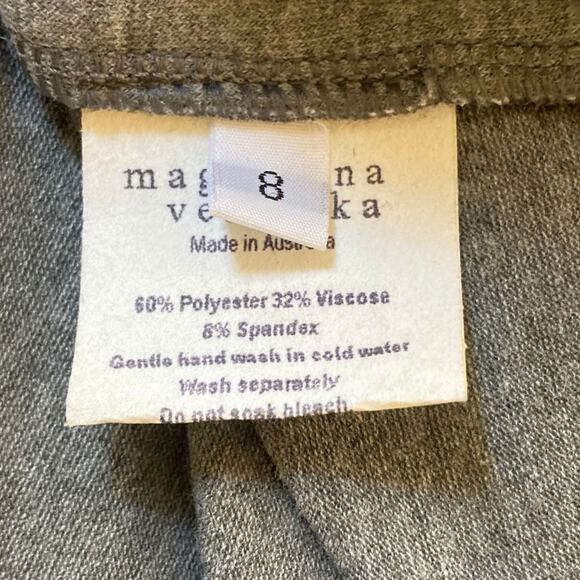 8
Made in
60% Polyester 32% Viscose
8% Spandex
Gentle hand wash in cold water
Wash separately
Do not soak bleach